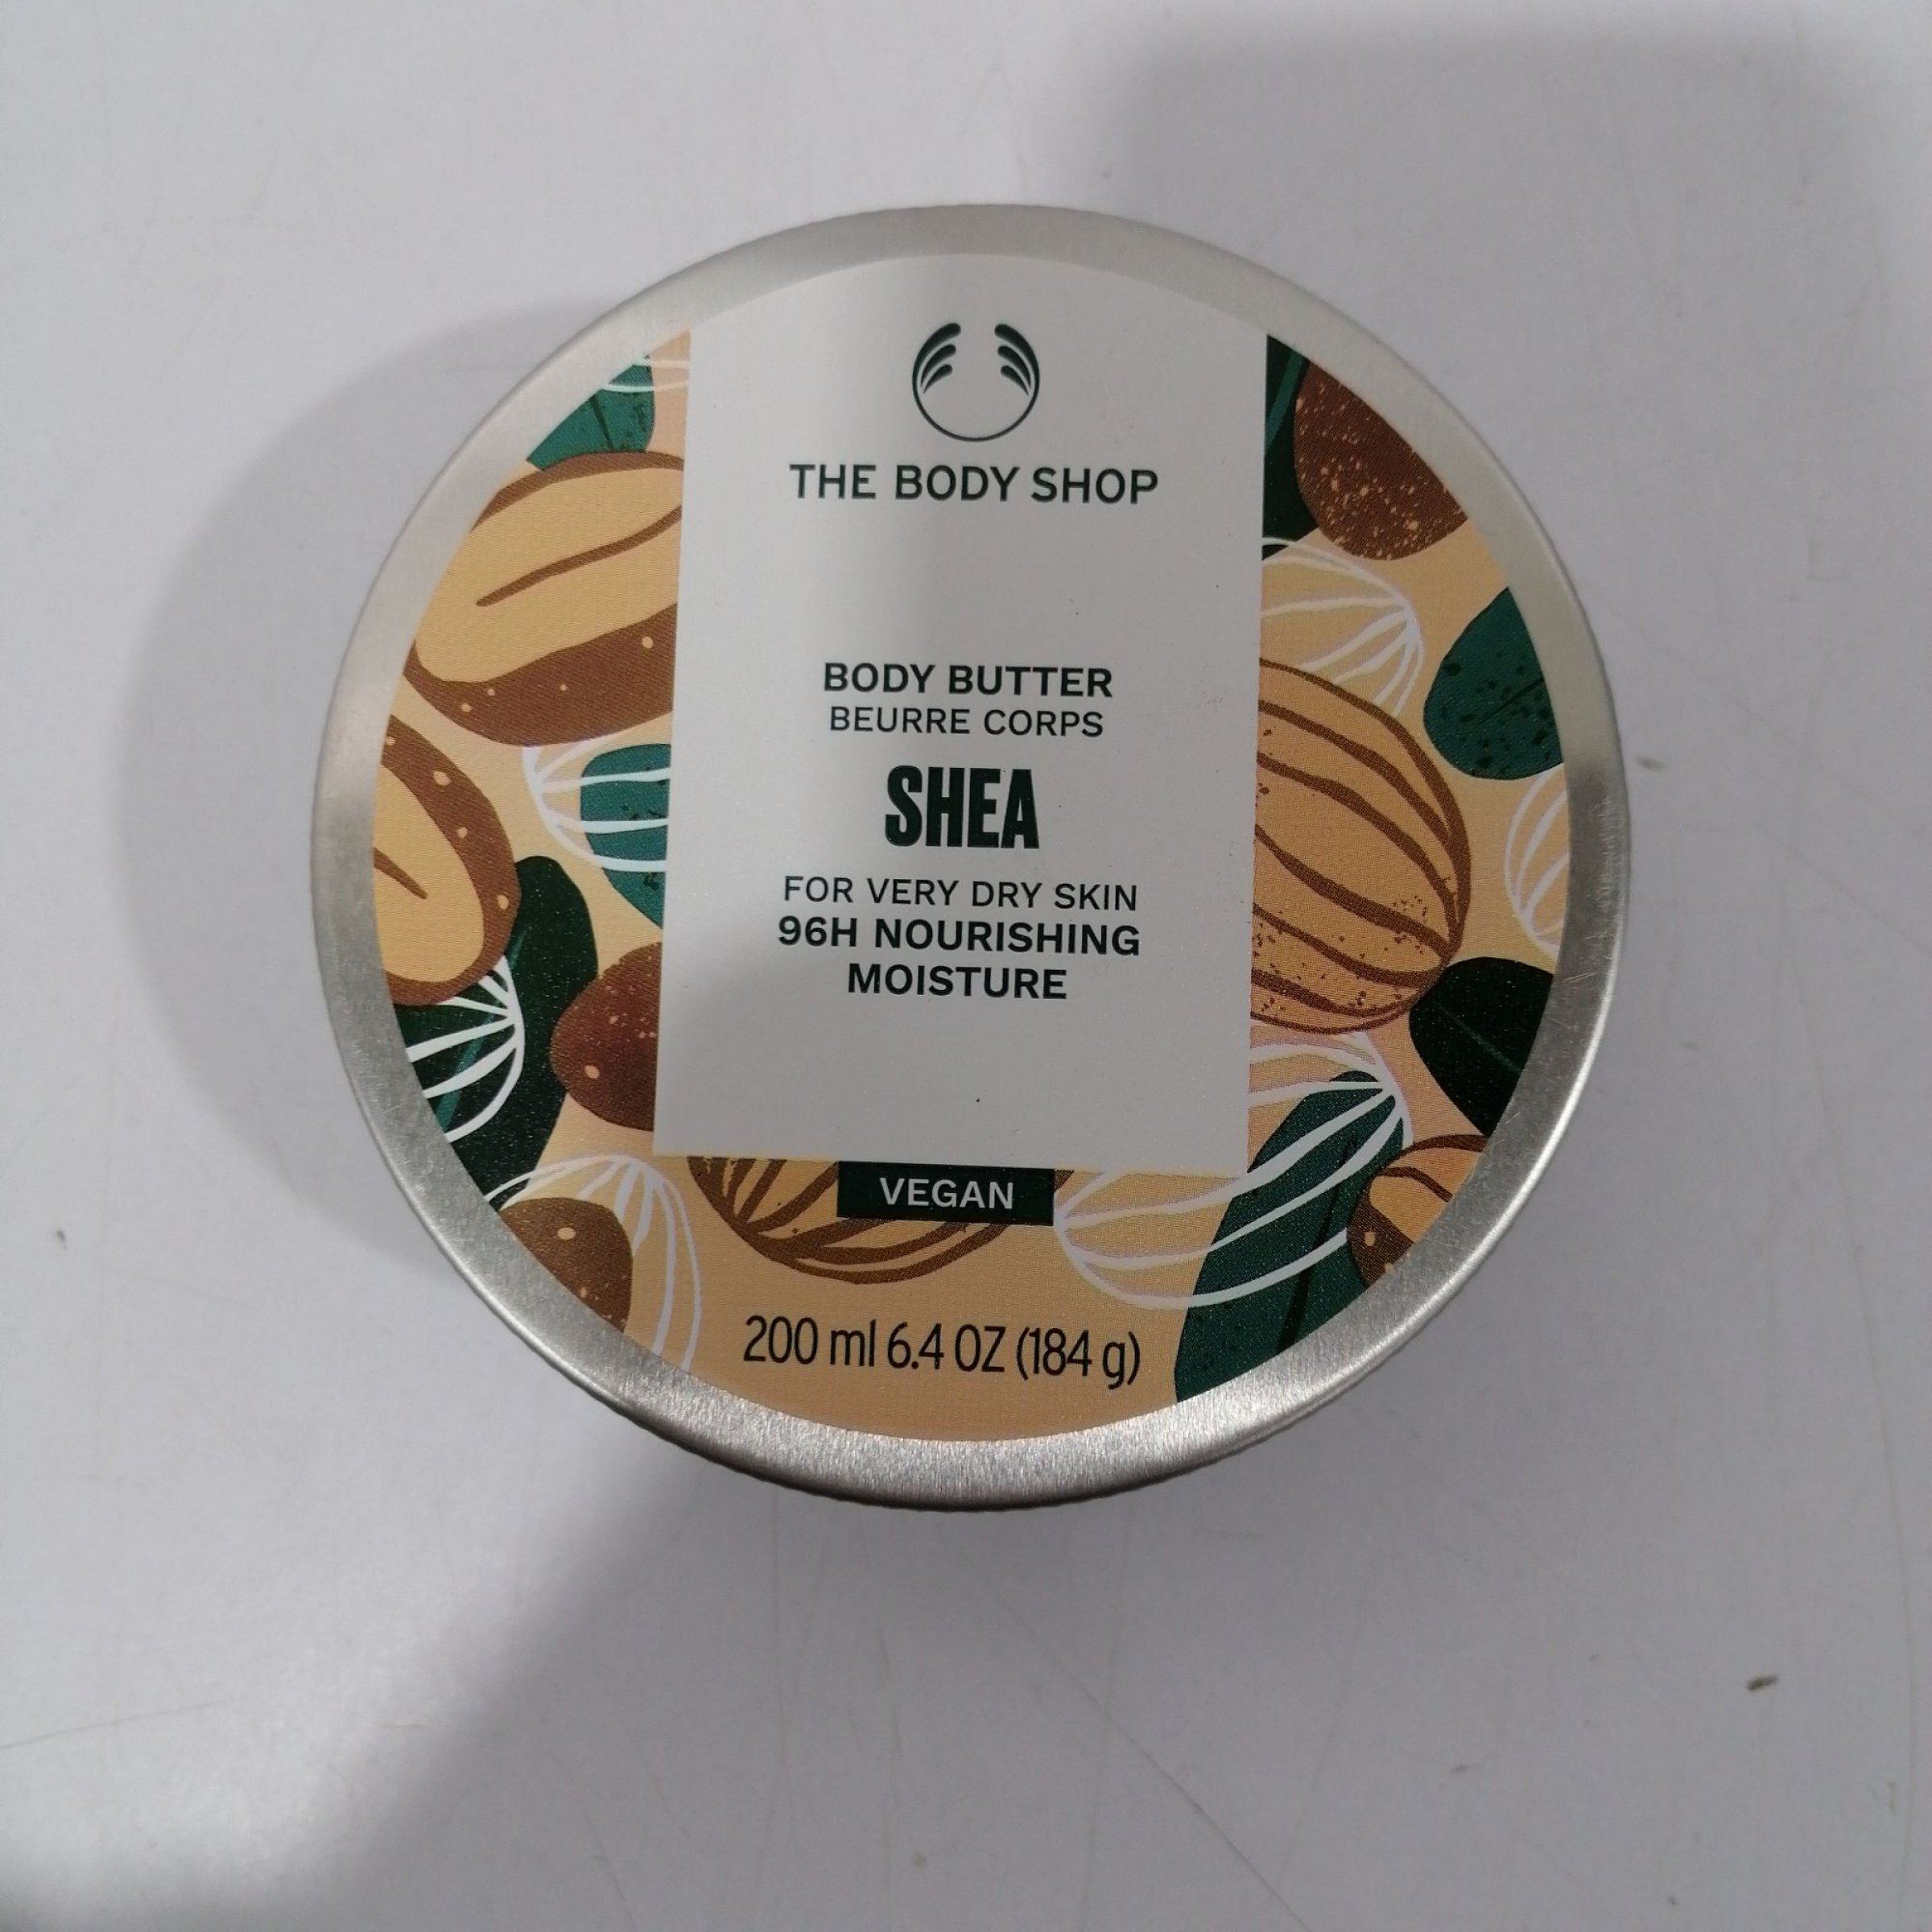 THE BODY SHOP
BODY BUTTER
BEURRE CORPS
SHEA
FOR VERY DRY SKIN
96H NOURISHING
MOISTURE
VEGAN
200 ml 6.4 OZ (184 g)